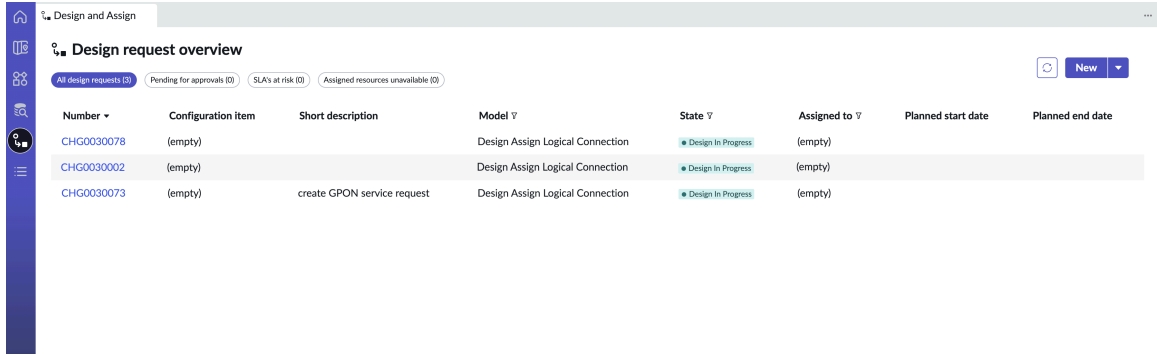 Design and Assign
Design request overview
All design requests (3) Pending for approvals (0) SLA's at risk (0) Assigned resources unavailable (0)
New
Number Configuration item Short description Model State Assigned to Planned start date Planned end date
CHG0030078 (empty) Design Assign Logical Connection Design In Progress (empty)
CHG0030002 (empty) Design Assign Logical Connection Design In Progress (empty)
CHG0030073 (empty) create GPON service request Design Assign Logical Connection Design In Progress (empty)